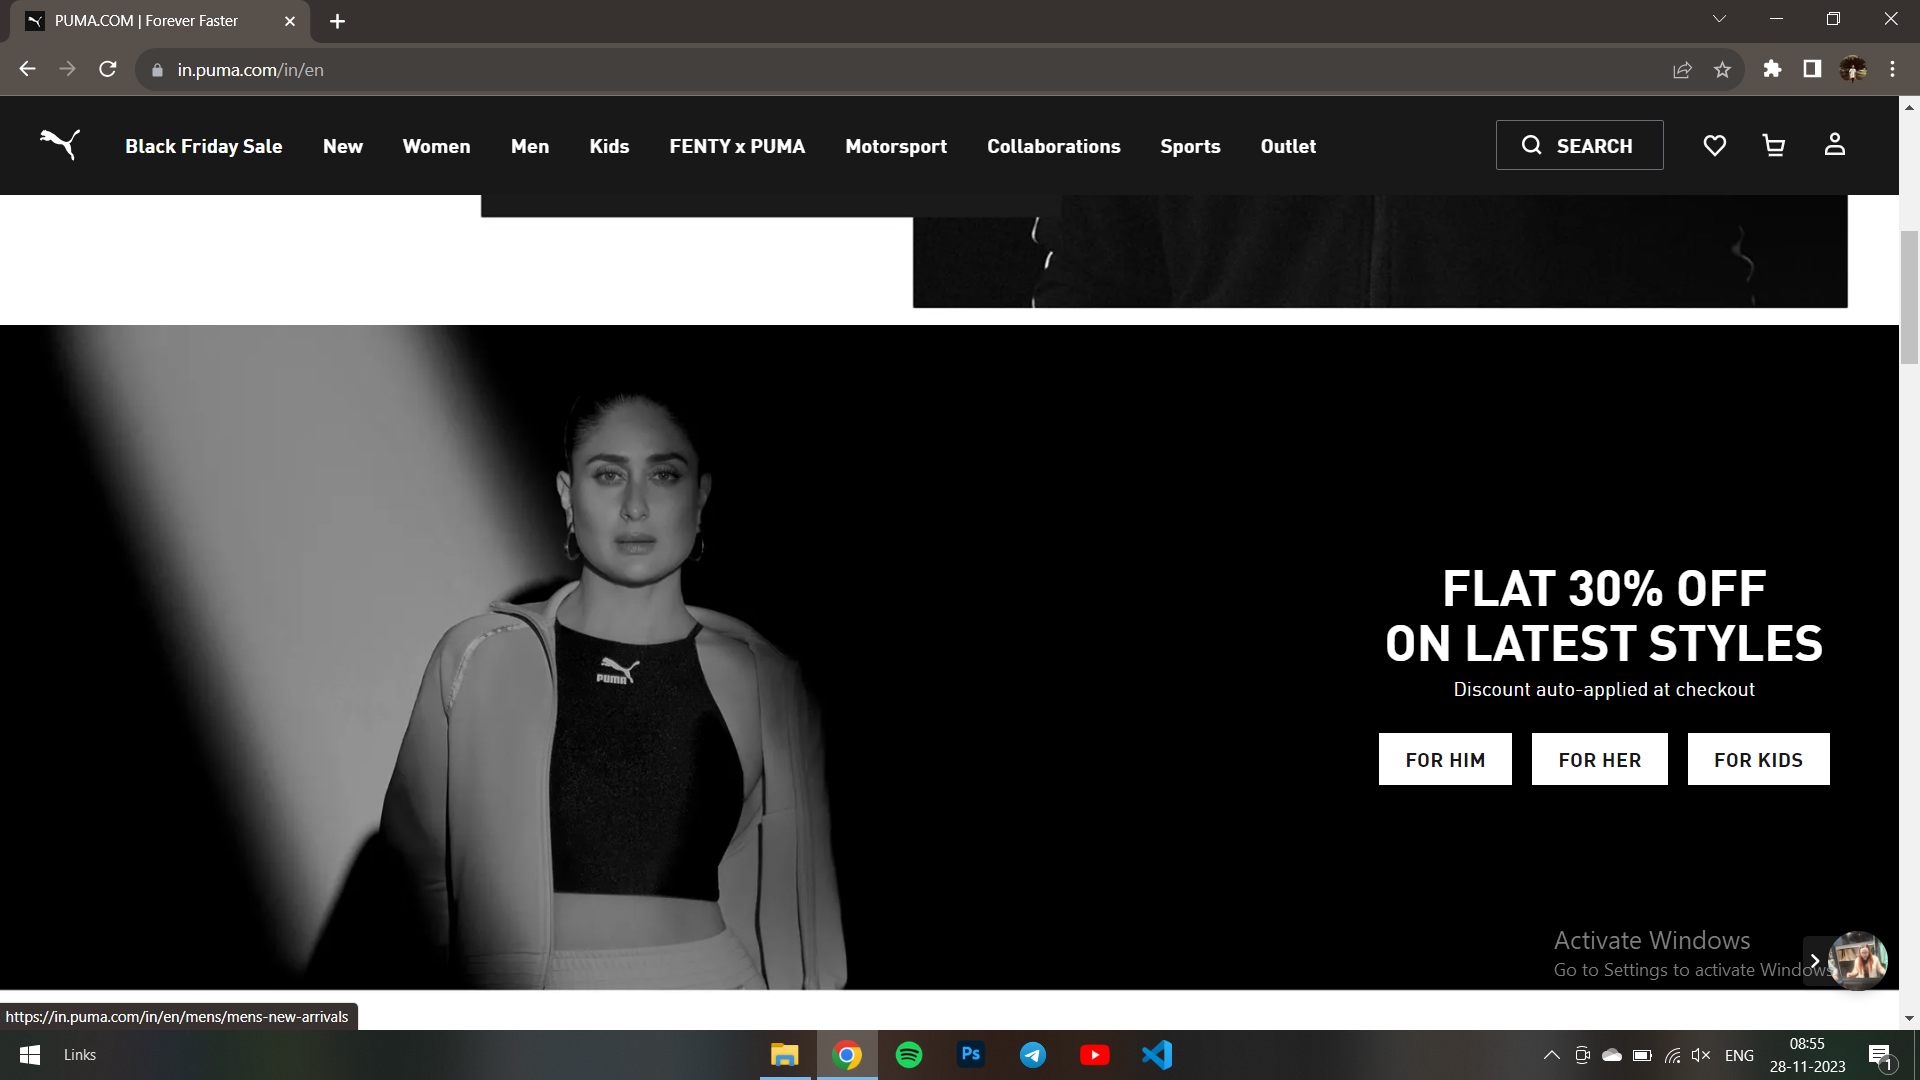 PUMA.COM | Forever Faster
in.puma.com/in/en
Black Friday Sale New Women Men Kids FENTY x PUMA Motorsport Collaborations Sports Outlet SEARCH
PUMA
FLAT 30% OFF
ON LATEST STYLES
Discount auto-applied at checkout
FOR HIM FOR HER FOR KIDS
Activate Windows
Go to Settings to activate Windows
https://in.puma.com/in/en/mens/mens-new-arrivals
Links
Ps
ENG
08:55
28-11-2023
1